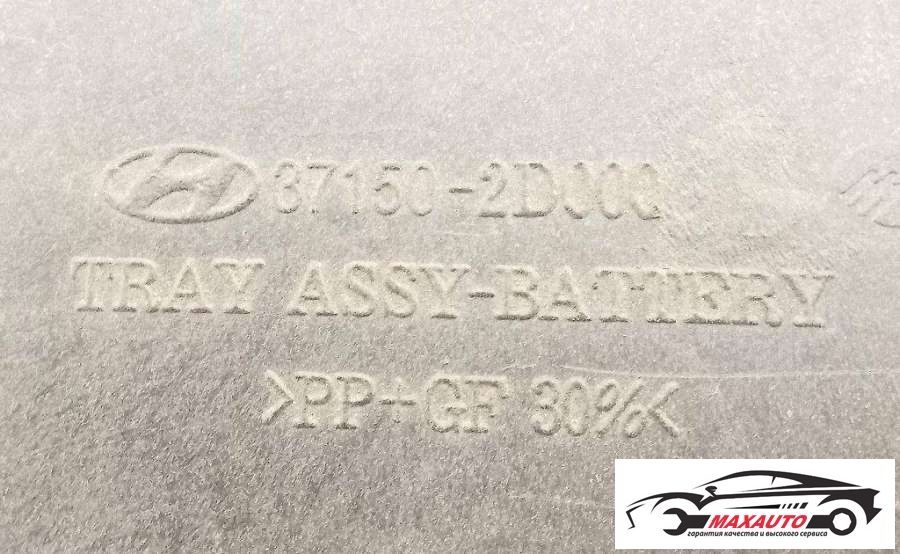 37150-2D000
TRAY ASSY-BATTERY
>PP+GF 30%<
MAXAUTO
гарантия качества и высокого сервиса